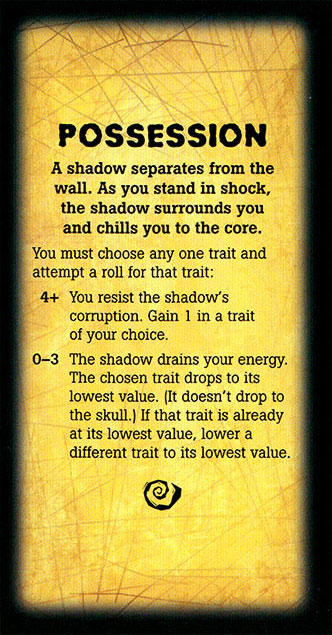 POSSESSION
A shadow separates from the
wall. As you stand in shock,
the shadow surrounds you
and chills you to the core.
You must choose any one trait and
attempt a roll for that trait:
4+ You resist the shadow's
corruption. Gain 1 in a trait
of your choice.
0–3 The shadow drains your energy.
The chosen trait drops to its
lowest value. (It doesn't drop to
the skull.) If that trait is already
at its lowest value, lower a
different trait to its lowest value.